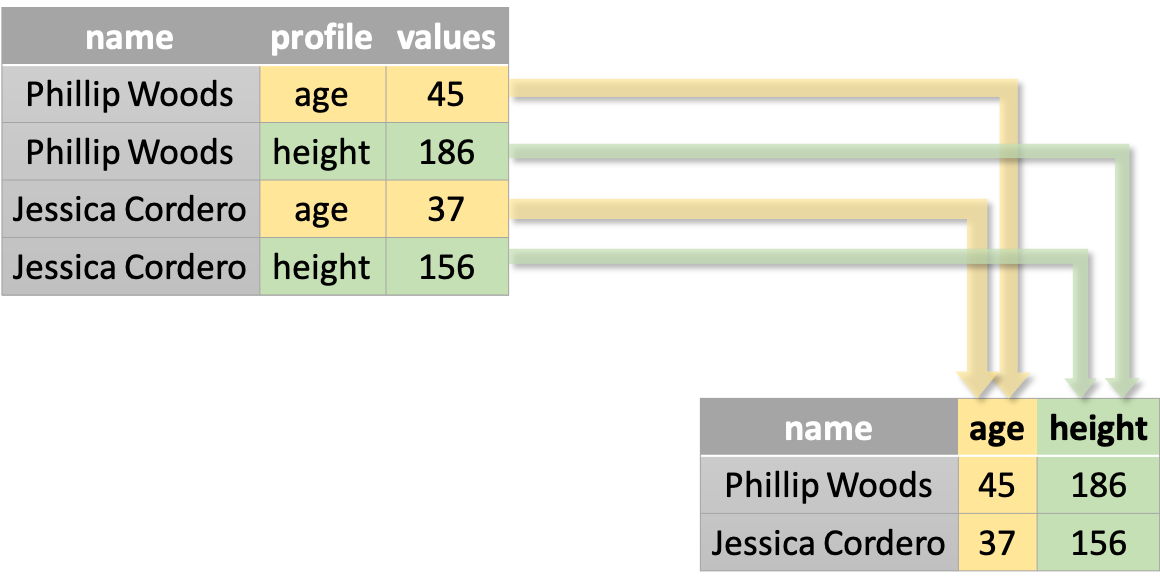 name profile values
Phillip Woods age 45
Phillip Woods height 186
Jessica Cordero age 37
Jessica Cordero height 156
name age height
Phillip Woods 45 186
Jessica Cordero 37 156